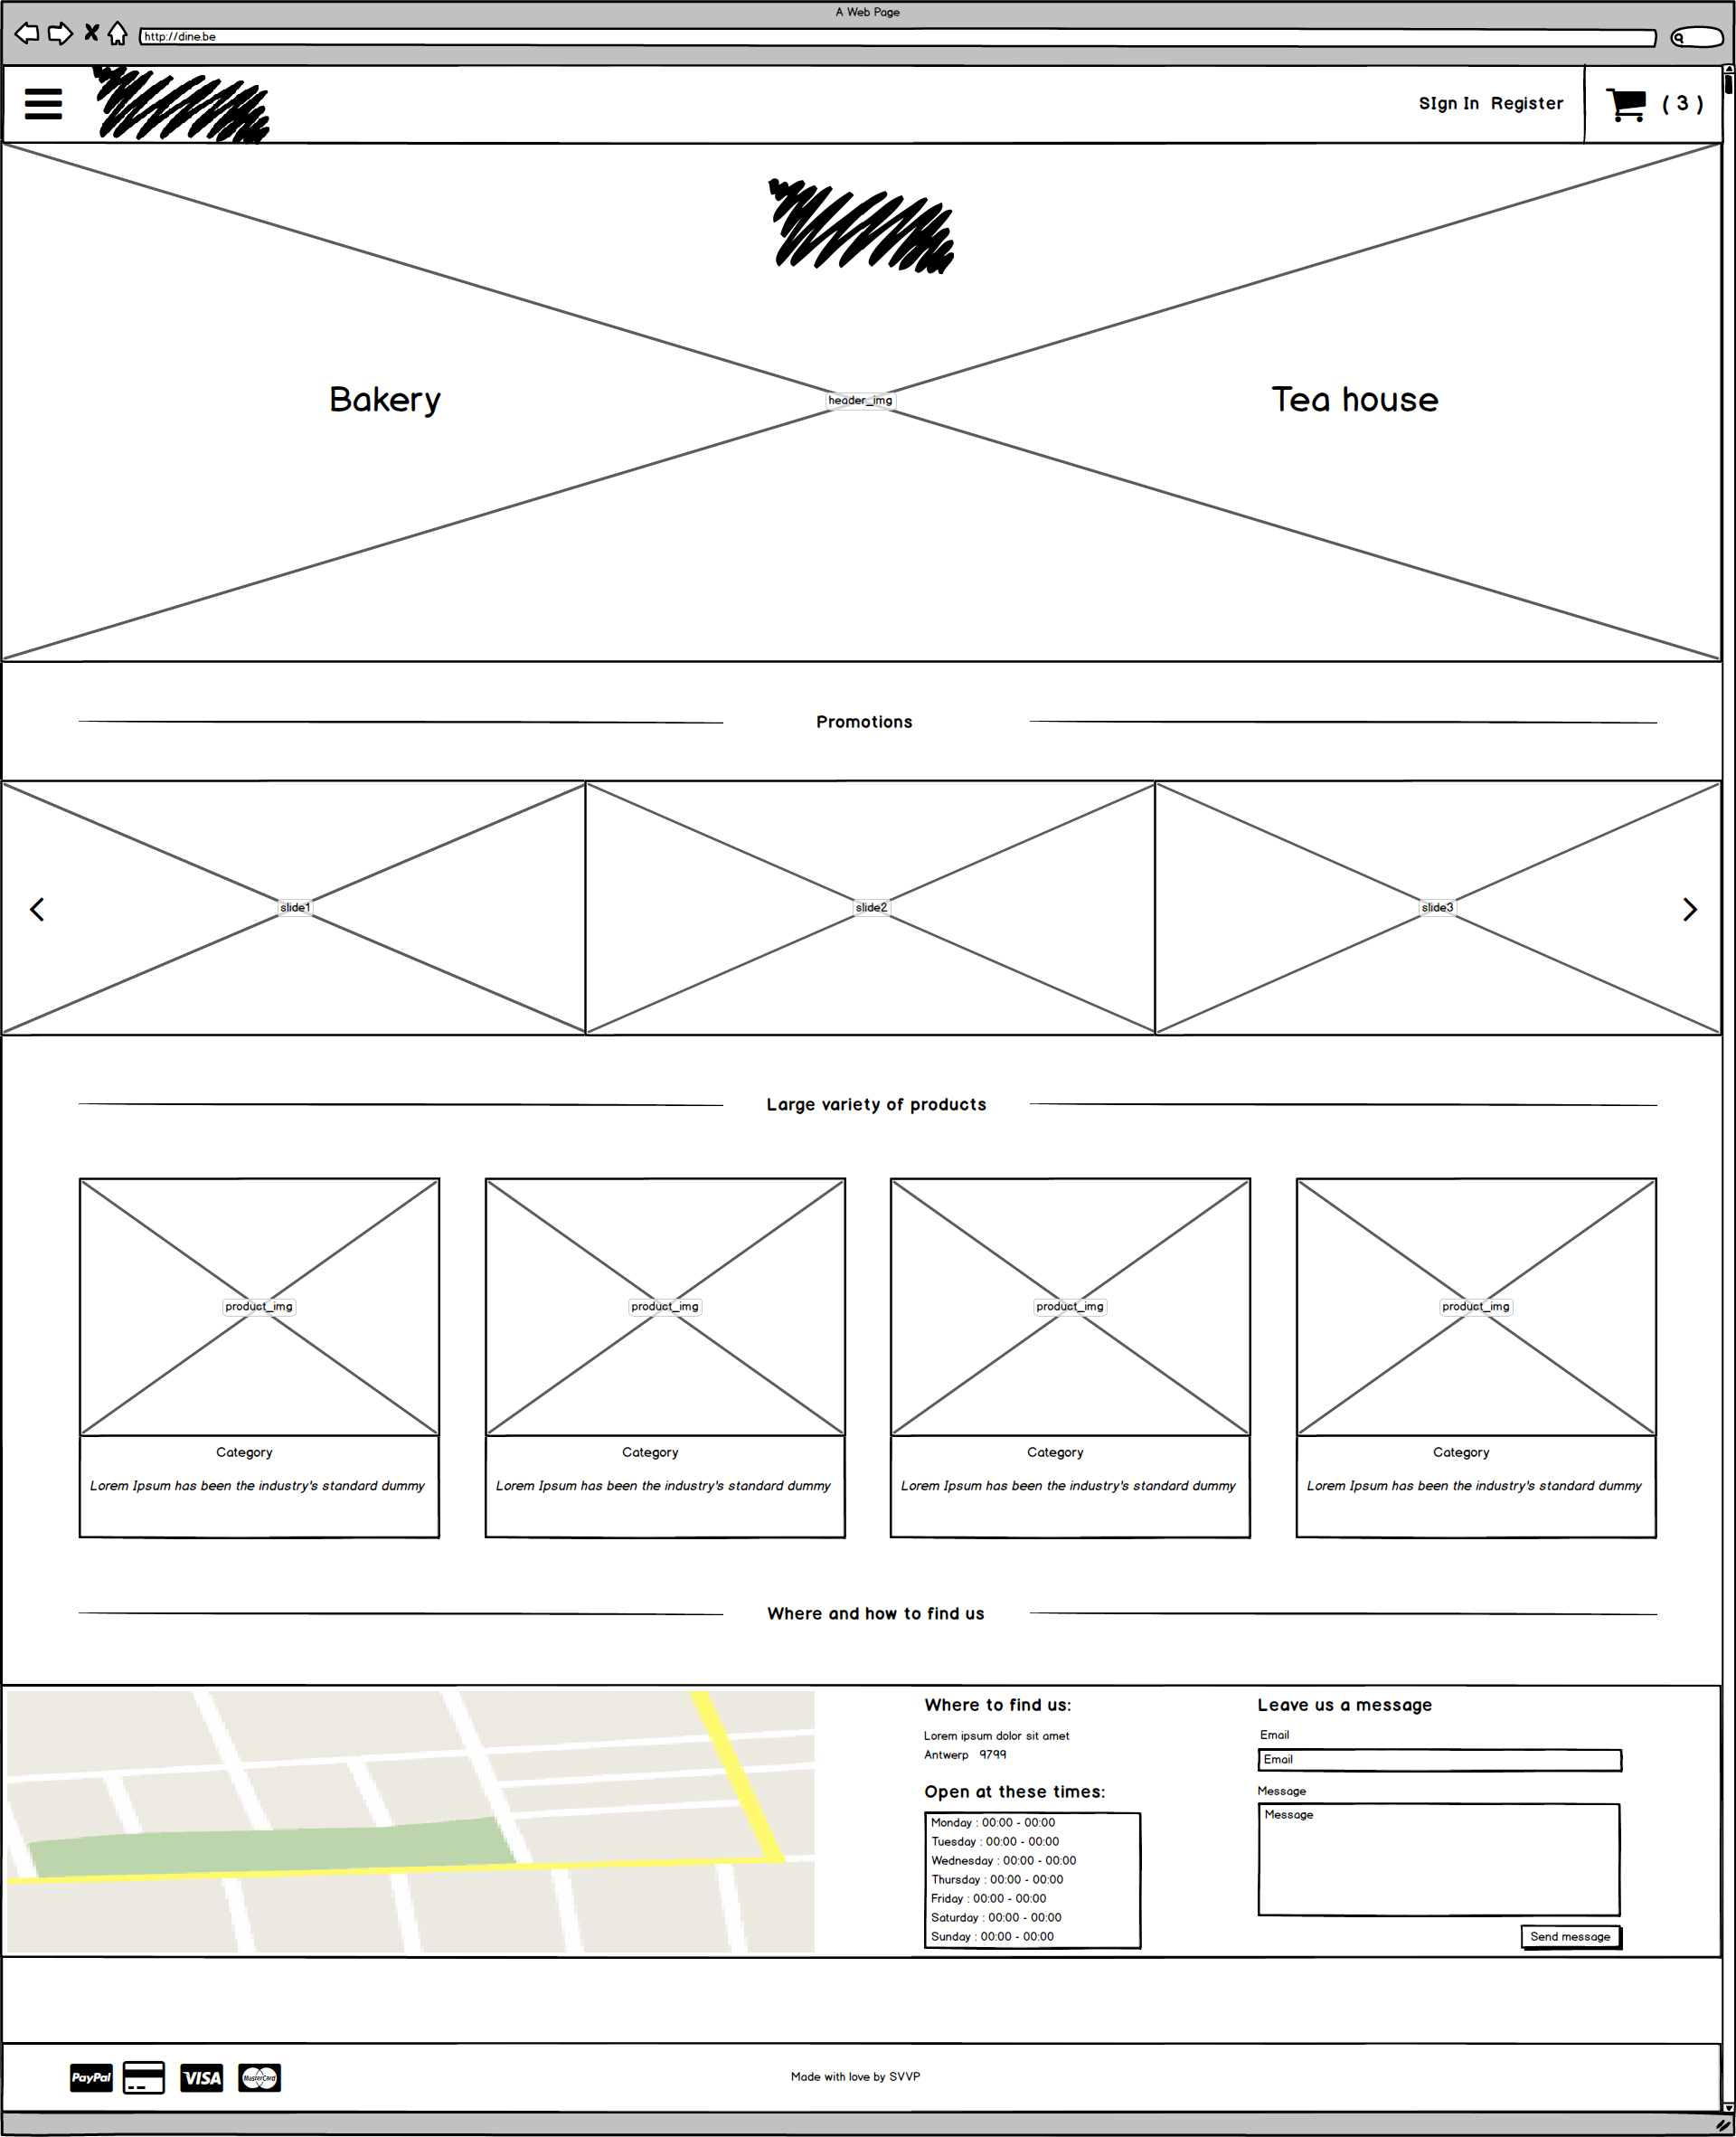 A Web Page
http://dine.be
SIgn In Register
( 3 )
Bakery
header_img
Tea house
Promotions
slide1
slide2
slide3
Large variety of products
product_img
product_img
product_img
product_img
Category
Category
Category
Category
Lorem Ipsum has been the industry's standard dummy
Lorem Ipsum has been the industry's standard dummy
Lorem Ipsum has been the industry's standard dummy
Lorem Ipsum has been the industry's standard dummy
Where and how to find us
Where to find us:
Lorem ipsum dolor sit amet
Antwerp 9799
Open at these times:
Monday : 00:00 - 00:00
Tuesday : 00:00 - 00:00
Wednesday : 00:00 - 00:00
Thursday : 00:00 - 00:00
Friday : 00:00 - 00:00
Saturday : 00:00 - 00:00
Sunday : 00:00 - 00:00
Leave us a message
Email
Email
Message
Message
Send message
PayPal
VISA
MasterCard
Made with love by SVVP